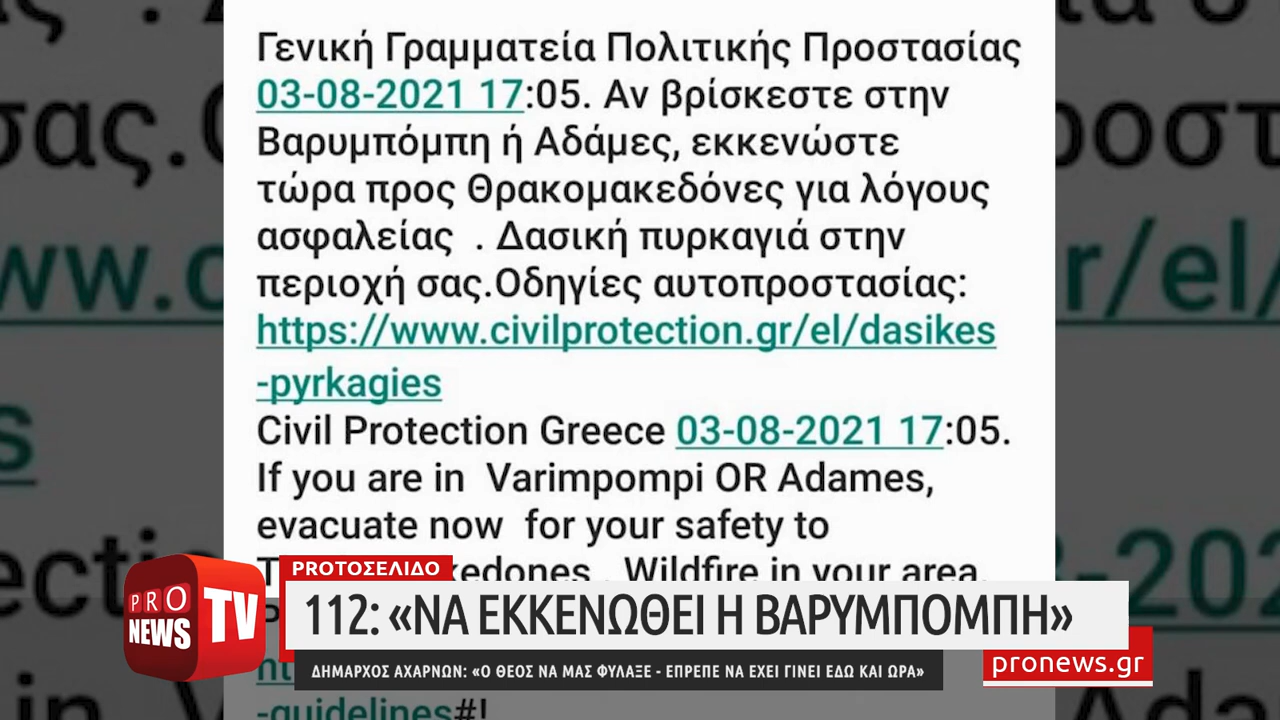 Γενική Γραμματεία Πολιτικής Προστασίας
03-08-2021 17:05. Αν βρίσκεστε στην
Βαρυμπόμπη ή Αδάμες, εκκενώστε
τώρα προς Θρακομακεδόνες για λόγους
ασφαλείας . Δασική πυρκαγιά στην
περιοχή σας.Οδηγίες αυτοπροστασίας:
https://www.civilprotection.gr/el/dasikes
-pyrkagies
Civil Protection Greece 03-08-2021 17:05.
If you are in Varimpompi OR Adames,
evacuate now for your safety to
kedones . Wildfire in your area.
PROTOΣΕΛΙΔΟ
PRO
NEWS
TV
112: «ΝΑ ΕΚΚΕΝΩΘΕΙ Η ΒΑΡΥΜΠΟΜΠΗ»
ΔΗΜΑΡΧΟΣ ΑΧΑΡΝΩΝ: «Ο ΘΕΟΣ ΝΑ ΜΑΣ ΦΥΛΑΞΕ - ΕΠΡΕΠΕ ΝΑ ΕΧΕΙ ΓΙΝΕΙ ΕΔΩ ΚΑΙ ΩΡΑ»
pronews.gr
-guidelines#!